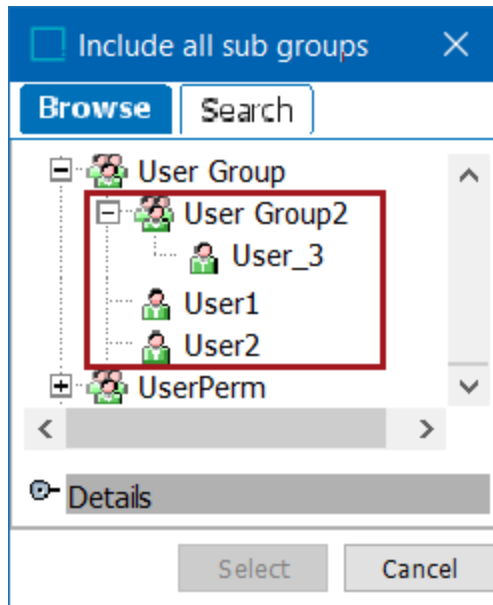 Include all sub groups
Browse Search
User Group
User Group2
User_3
User1
User2
UserPerm
Details
Select Cancel